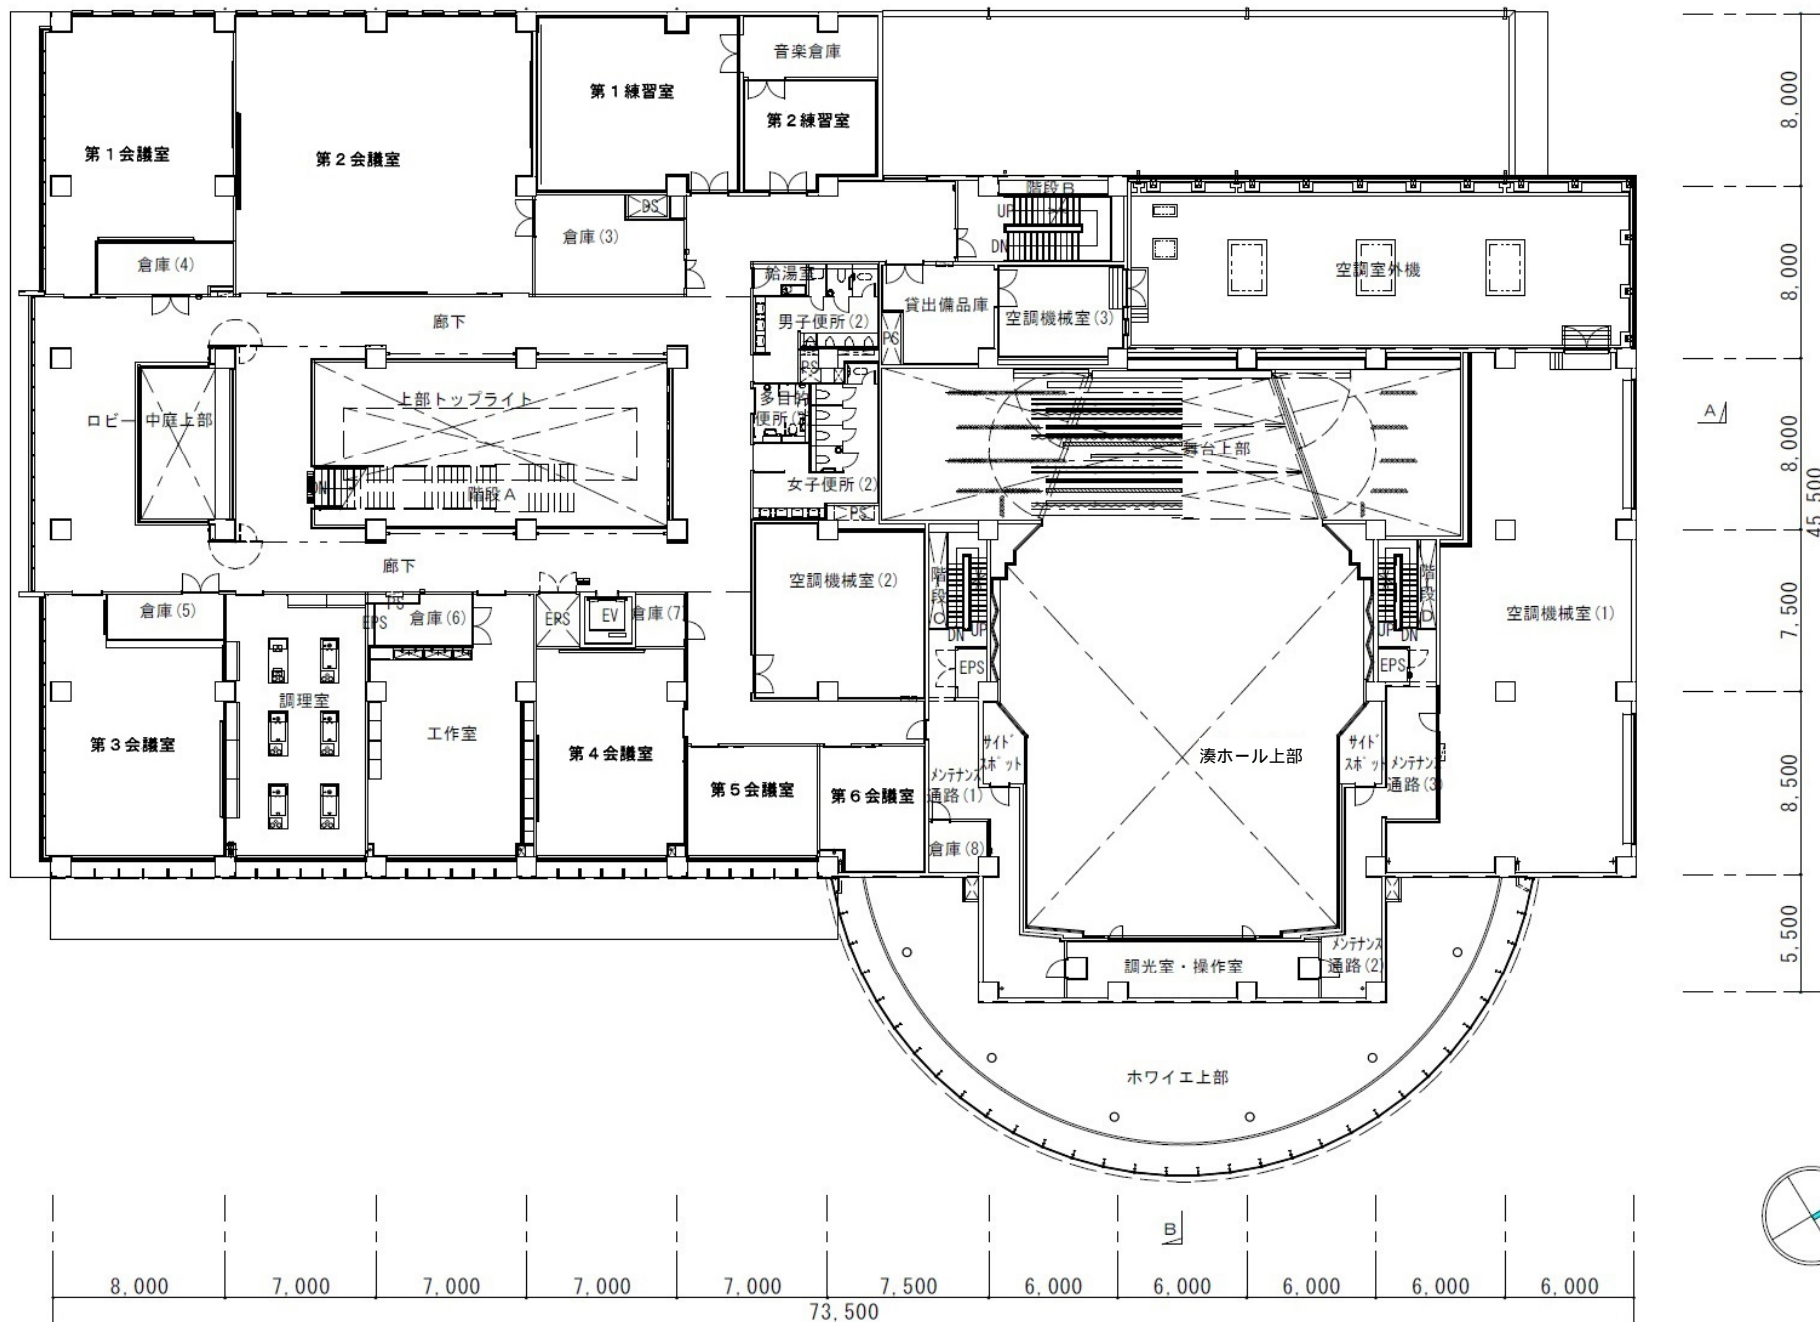 音楽倉庫
第1練習室
第2練習室
第1会議室
第2会議室
階段B
DS
UP
倉庫(3)
DN
倉庫(4)
給湯室
空調室外機
貸出備品庫
空調機械室(3)
廊下
男子便所(2)
PS
PS
上部トップライト
多目的
便所(2)
ロビー
中庭上部
舞台上部
DN
階段A
女子便所(2)
PS
廊下
空調機械室(2)
階段C
階段D
倉庫(5)
PS
倉庫(6)
EPS
EPS
EV
倉庫(7)
空調機械室(1)
DN
UP
UP
DN
EPS
EPS
調理室
工作室
第3会議室
第4会議室
サイド
スポット
湊ホール上部
サイド
スポット
メンテナンス
通路(1)
メンテナンス
通路(3)
第5会議室
第6会議室
倉庫(8)
調光室・操作室
メンテナンス
通路(2)
ホワイエ上部
A
B
8,000
8,000
8,000
7,500
8,500
5,500
45,500
8,000
7,000
7,000
7,000
7,000
7,500
6,000
6,000
6,000
6,000
6,000
73,500